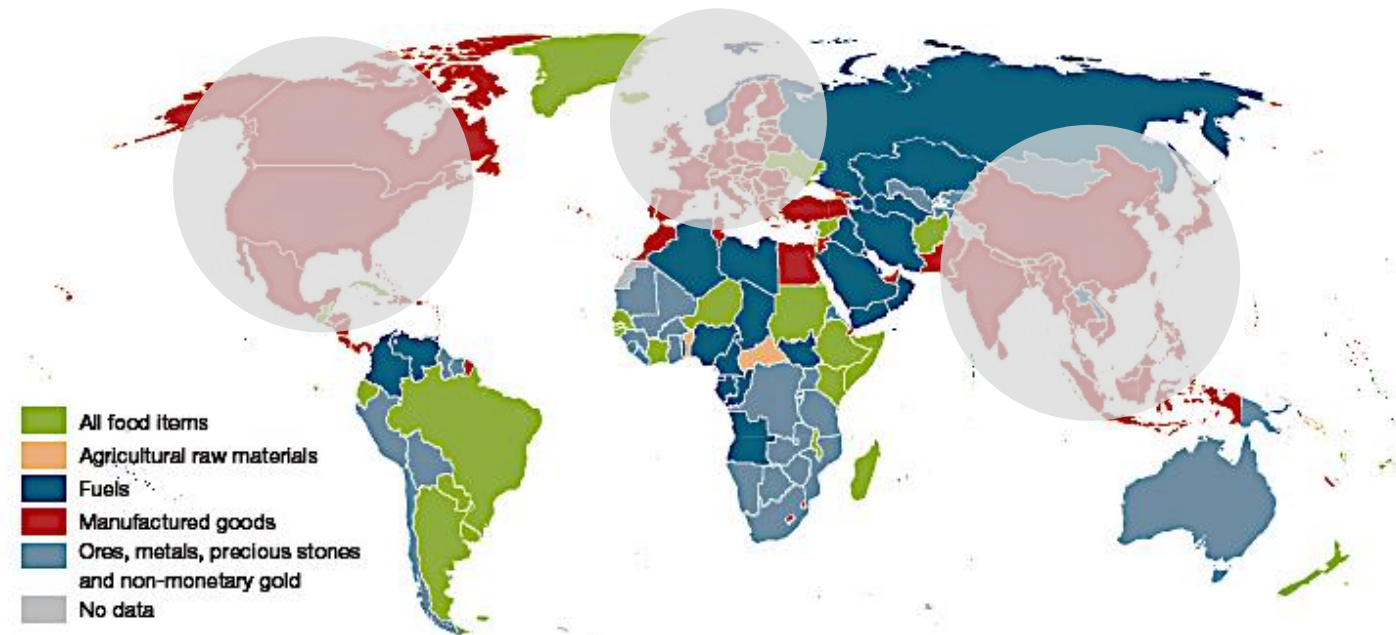 All food items
Agricultural raw materials
Fuels
Manufactured goods
Ores, metals, precious stones
and non-monetary gold
No data